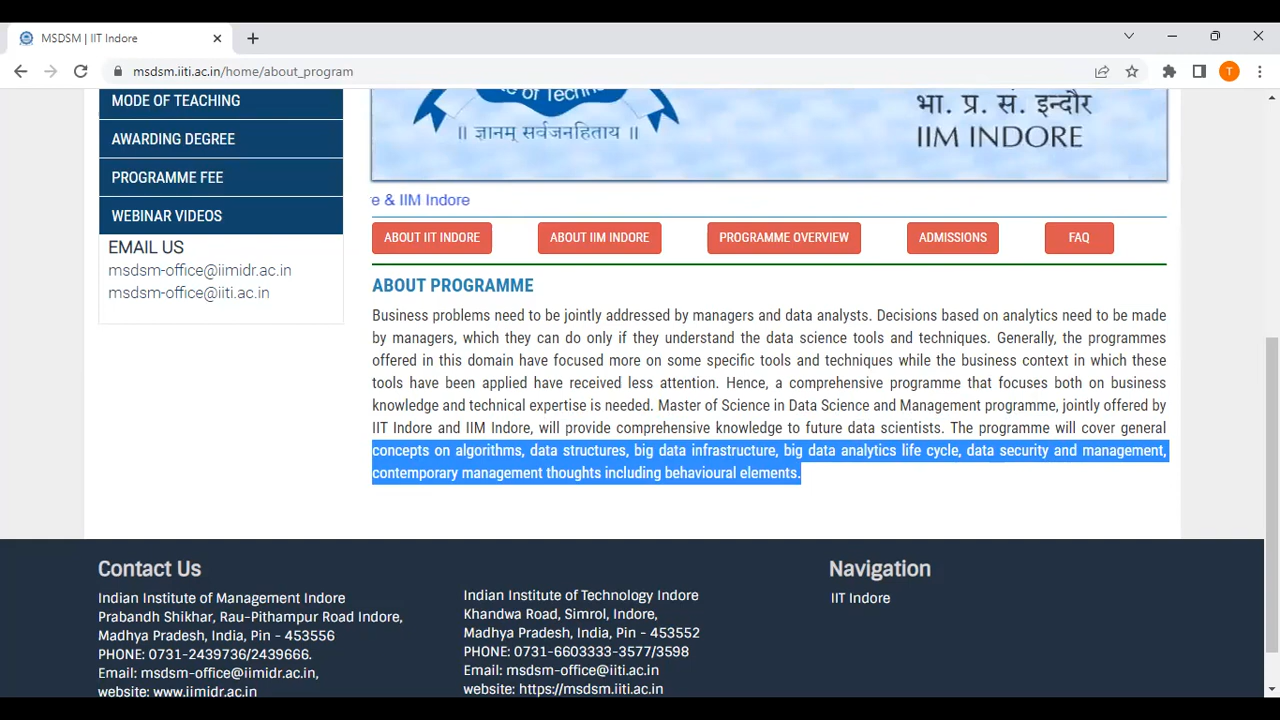 MSDSM | IIT Indore
msdsm.iiti.ac.in/home/about_program
T
MODE OF TEACHING
AWARDING DEGREE
PROGRAMME FEE
WEBINAR VIDEOS
EMAIL US
msdsm-office@iimidr.ac.in
msdsm-office@iiti.ac.in
te of Techno
॥ ज्ञानम् सर्वजनहिताय ॥
भा. प्र. सं. इन्दौर
IIM INDORE
e & IIM Indore
ABOUT IIT INDORE
ABOUT IIM INDORE
PROGRAMME OVERVIEW
ADMISSIONS
FAQ
ABOUT PROGRAMME
Business problems need to be jointly addressed by managers and data analysts. Decisions based on analytics need to be made
by managers, which they can do only if they understand the data science tools and techniques. Generally, the programmes
offered in this domain have focused more on some specific tools and techniques while the business context in which these
tools have been applied have received less attention. Hence, a comprehensive programme that focuses both on business
knowledge and technical expertise is needed. Master of Science in Data Science and Management programme, jointly offered by
IIT Indore and IIM Indore, will provide comprehensive knowledge to future data scientists. The programme will cover general
concepts on algorithms, data structures, big data infrastructure, big data analytics life cycle, data security and management,
contemporary management thoughts including behavioural elements.
Contact Us
Indian Institute of Management Indore
Prabandh Shikhar, Rau-Pithampur Road Indore,
Madhya Pradesh, India, Pin - 453556
PHONE: 0731-2439736/2439666.
Email: msdsm-office@iimidr.ac.in,
website: www.iimidr.ac.in
Indian Institute of Technology Indore
Khandwa Road, Simrol, Indore,
Madhya Pradesh, India, Pin - 453552
PHONE: 0731-6603333-3577/3598
Email: msdsm-office@iiti.ac.in
website: https://msdsm.iiti.ac.in
Navigation
IIT Indore